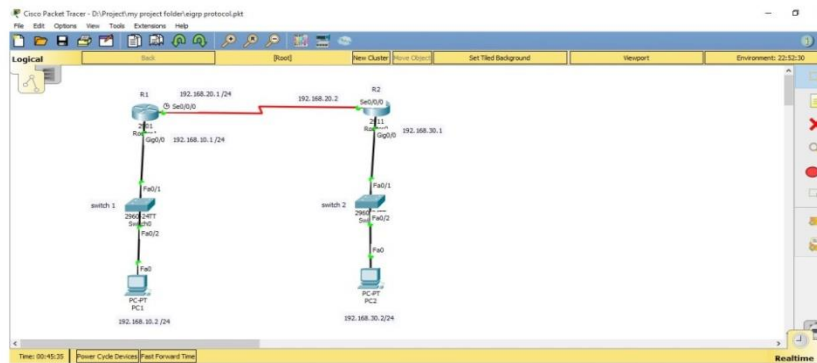 Cisco Packet Tracer - D:\Project\my project folder\eigrp protocol.pkt
File Edit Options View Tools Extensions Help
Logical Back [Root] New Cluster Move Object Set Tiled Background Viewport Environment: 22:52:30
R1 192.168.20.1 /24 192.168.20.2 R2
Se0/0/0 Se0/0/0
2901 2911
Gig0/0 192.168.10.1 /24 Gig0/0 192.168.30.1
Fa0/1 Fa0/1
switch 1 switch 2
2960-24TT 2960
Fa0/2 Fa0/2
Fa0 Fa0
PC-PT PC-PT
PC1 PC2
192.168.10.2 /24 192.168.30.2/24
Time: 00:45:35 Power Cycle Devices Fast Forward Time Realtime